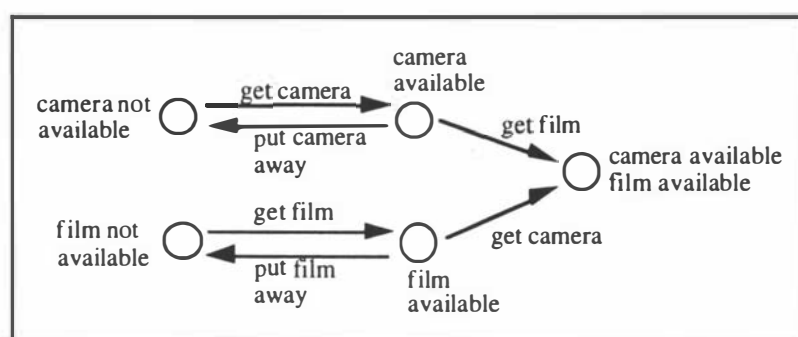 camera
available
get camera
camera not
available
put camera
away
get film
camera available
film available
film not
available
get film
put film
away
get camera
film
available